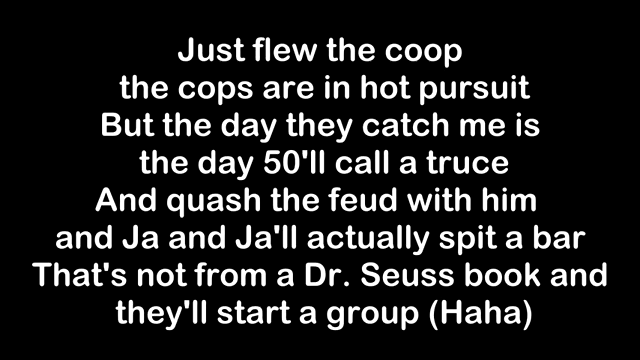 Just flew the coop
the cops are in hot pursuit
But the day they catch me is
the day 50'll call a truce
And quash the feud with him
and Ja and Ja'll actually spit a bar
That's not from a Dr. Seuss book and
they'll start a group (Haha)